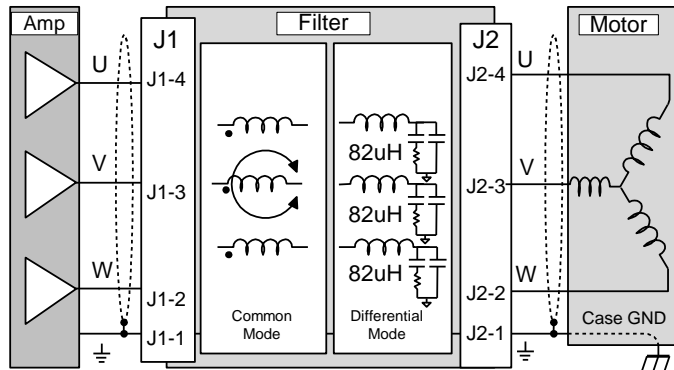 Amp
Filter
Motor
J1
J2
U
J1-4
J2-4
U
82uH
V
J1-3
J2-3
V
82uH
W
J1-2
82uH
J2-2
W
J1-1
Common
Mode
Differential
Mode
J2-1
Case GND